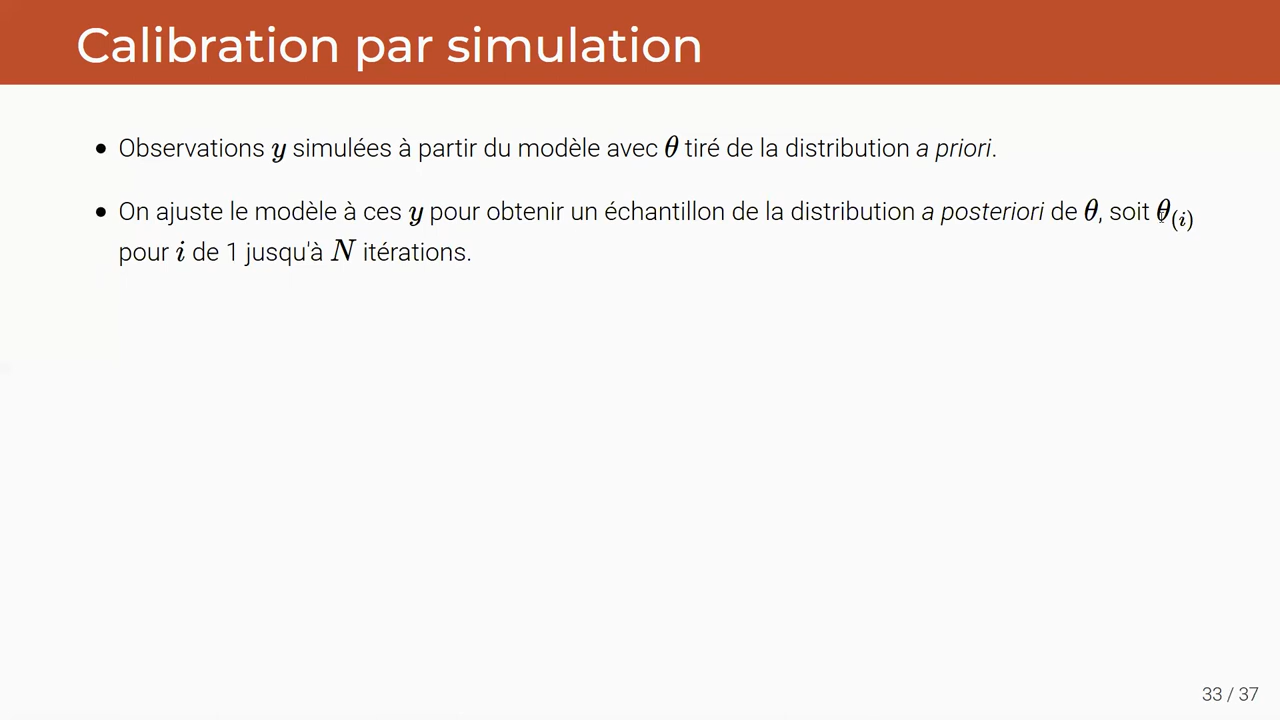 Calibration par simulation
• Observations y simulées à partir du modèle avec θ tiré de la distribution a priori.
• On ajuste le modèle à ces y pour obtenir un échantillon de la distribution a posteriori de θ, soit θ(i)
pour i de 1 jusqu'à N itérations.
33 / 37